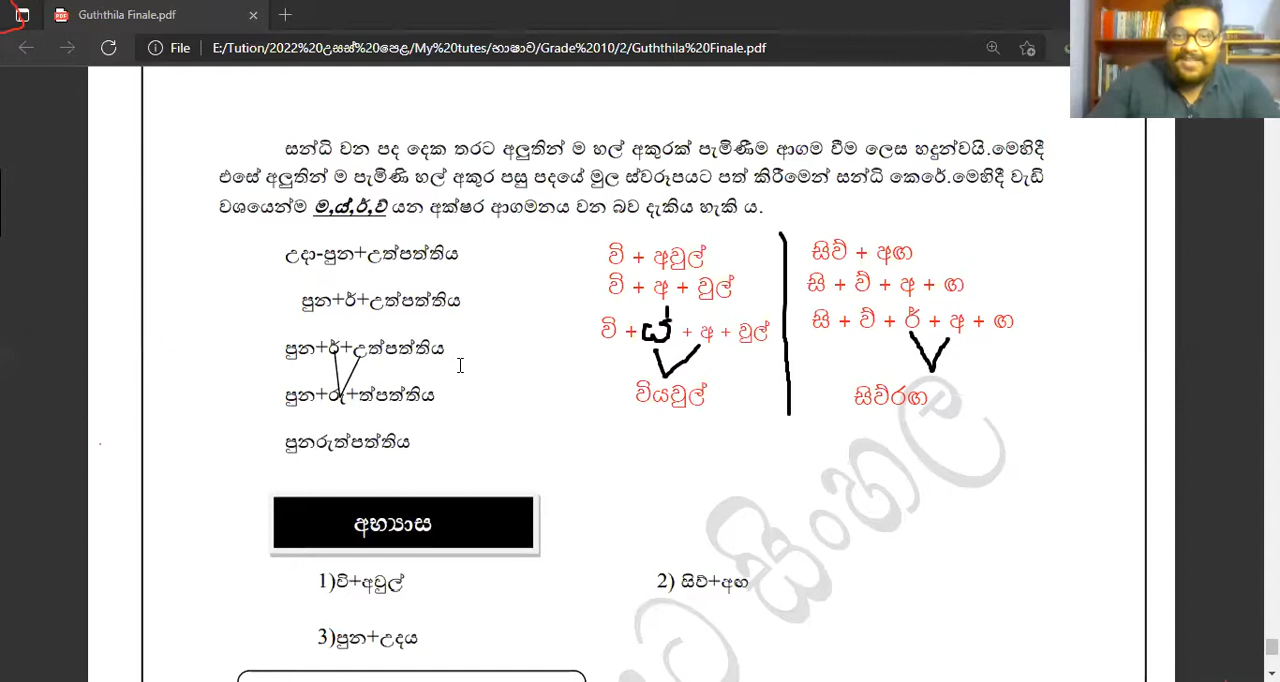 Guththila Finale.pdf
File E:/Tution/2022%20උසස්%20පෙළ/My%20tutes/භාෂාව/Grade%2010/2/Guththila%20Finale.pdf
සන්ධි වන පද දෙක තරට අලුතින් ම හල් අකුරක් පැමිණීම ආගම වීම ලෙස හදුන්වයි.මෙහිදී
එසේ අලුතින් ම පැමිණි හල් අකුර පසු පදයේ මුල ස්වරූපයට පත් කිරීමෙන් සන්ධි කෙරේ.මෙහිදී වැඩි
වශයෙන්ම ම,ය්,ර්,ව් යන අක්ෂර ආගමනය වන බව දැකිය හැකි ය.
උදා-පුන+උත්පත්තිය
පුන+ර්+උත්පත්තිය
පුන+ර්+උත්පත්තිය
පුන+රු+ත්පත්තිය
පුනරුත්පත්තිය
වි + අවුල්
වි + අ + වුල්
වි + ය් + අ + වුල්
වියවුල්
සිව් + අඟ
සි + ව් + අ + ඟ
සි + ව් + ර් + අ + ඟ
සිව්රඟ
අභ්‍යාස
1)වි+අවුල්
2) සිව්+අඟ
3)පුන+උදය
සිංහල